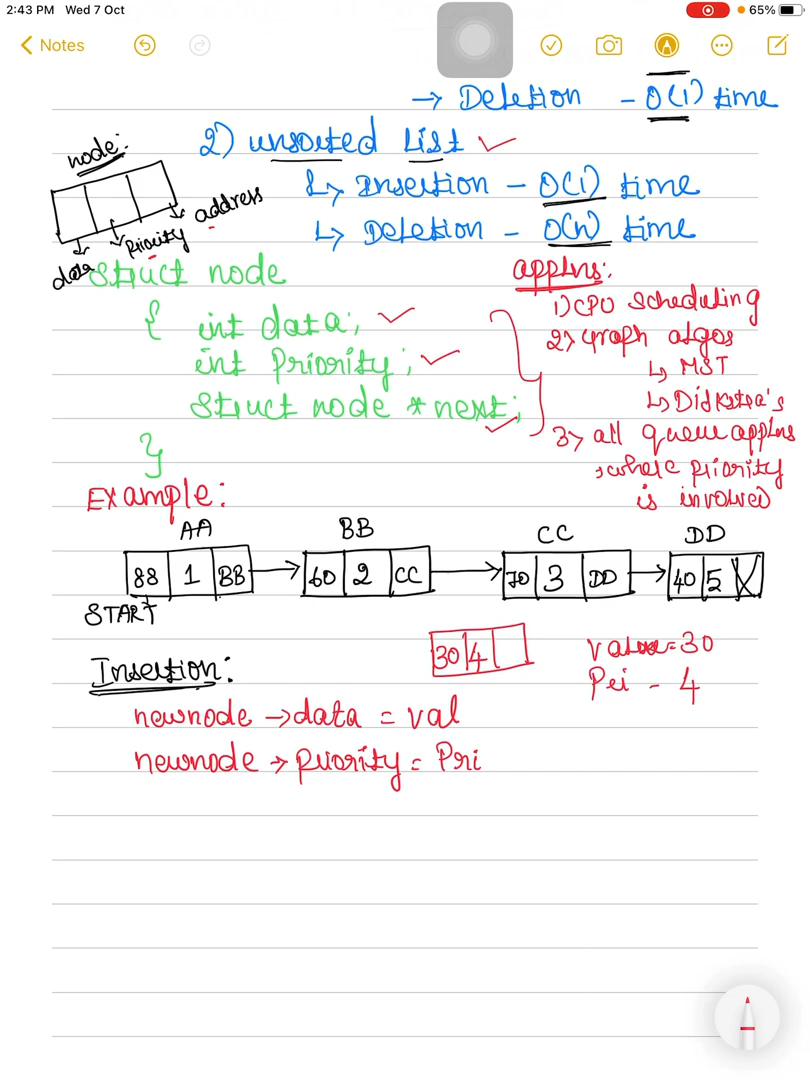 2:43 PM Wed 7 Oct
65%
Notes
→ Deletion - O(1) time
2) unsorted List
↳ Insertion - O(1) time
↳ Deletion - O(n) time
node:
address
priority
data
struct node
{ int data;
int Priority;
struct node *next;
}
applns:
1) CPU scheduling
2) Graph algos
↳ MST
↳ Dijkstra's
3) all queue applns
where priority
is involved
Example:
AA BB CC DD
88 1 BB 60 2 CC 70 3 DD 40 5 X
START
Insertion:
30 4
Value = 30
Pri - 4
newnode → data = val
newnode → priority = Pri